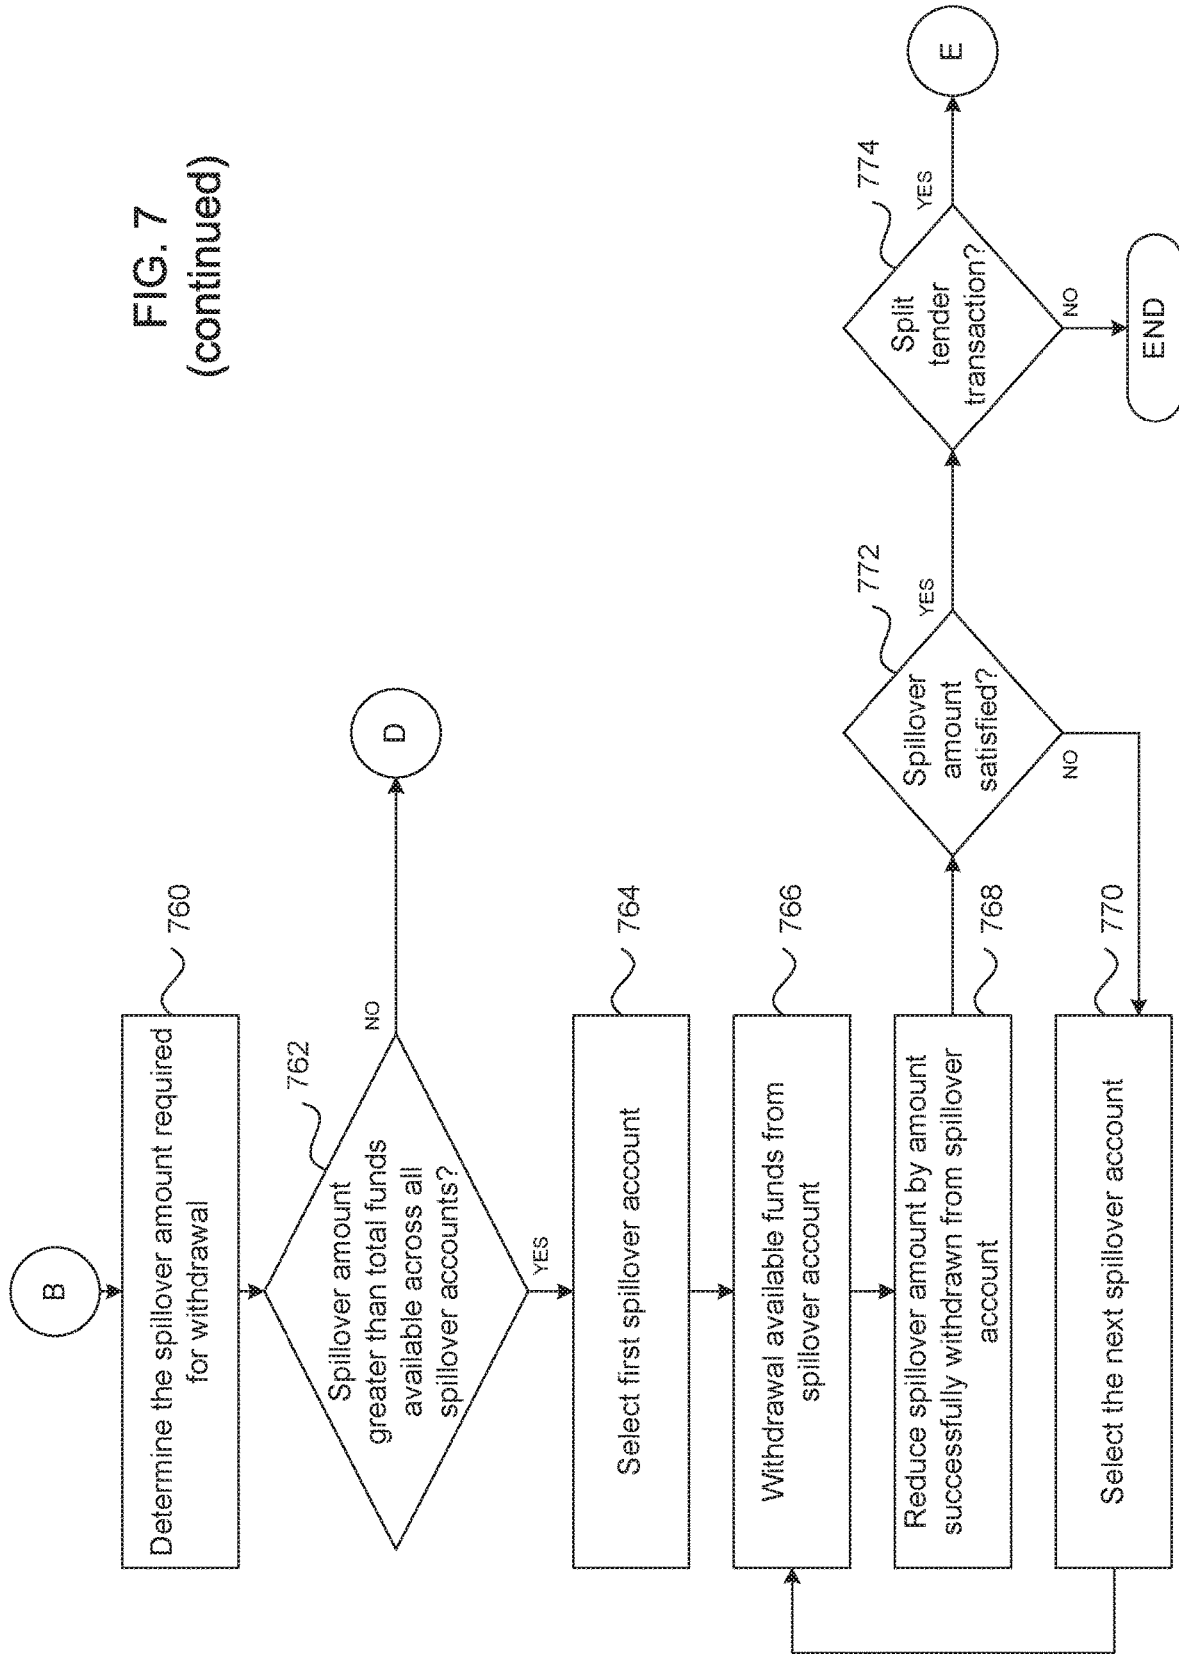 FIG. 7
(continued)
B
Determine the spillover amount required
for withdrawal
760
Spillover amount
greater than total funds
available across all
spillover accounts?
762
NO
D
YES
Select first spillover account
764
Withdrawal available funds from
spillover account
766
Reduce spillover amount by amount
successfully withdrawn from spillover
account
768
Select the next spillover account
770
Spillover
amount
satisfied?
772
YES
NO
Split
tender
transaction?
774
YES
NO
E
END